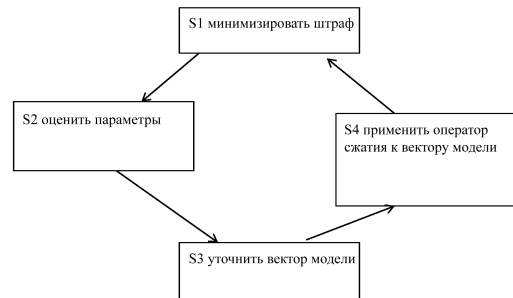 S1 минимизировать штраф
S2 оценить параметры
S4 применить оператор
сжатия к вектору модели
S3 уточнить вектор модели